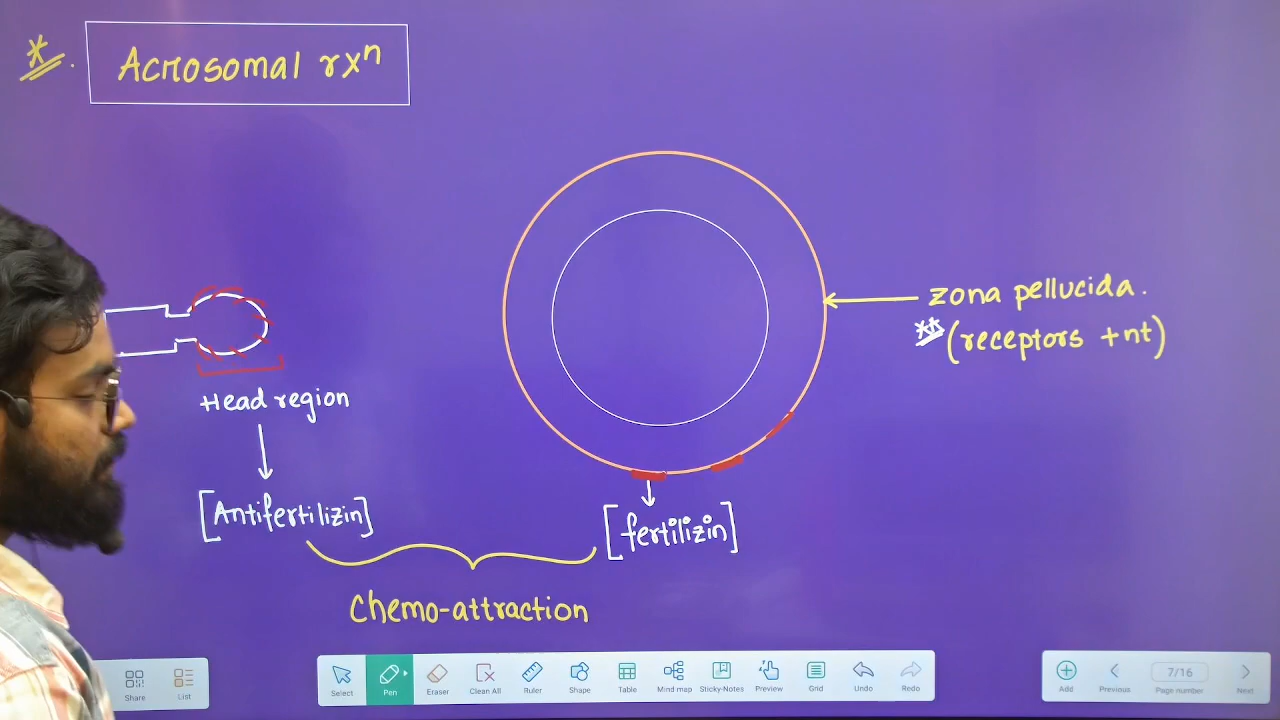 * Acrosomal rxⁿ
zona pellucida.
** (receptors +nt)
Head region
[Antifertilizin]
[fertilizin]
Chemo-attraction
Share
List
Select
Pen
Eraser
Clean All
Ruler
Shape
Table
Mind map
Sticky-Notes
Preview
Grid
Undo
Redo
Add
Previous
7/16
Page number
Next